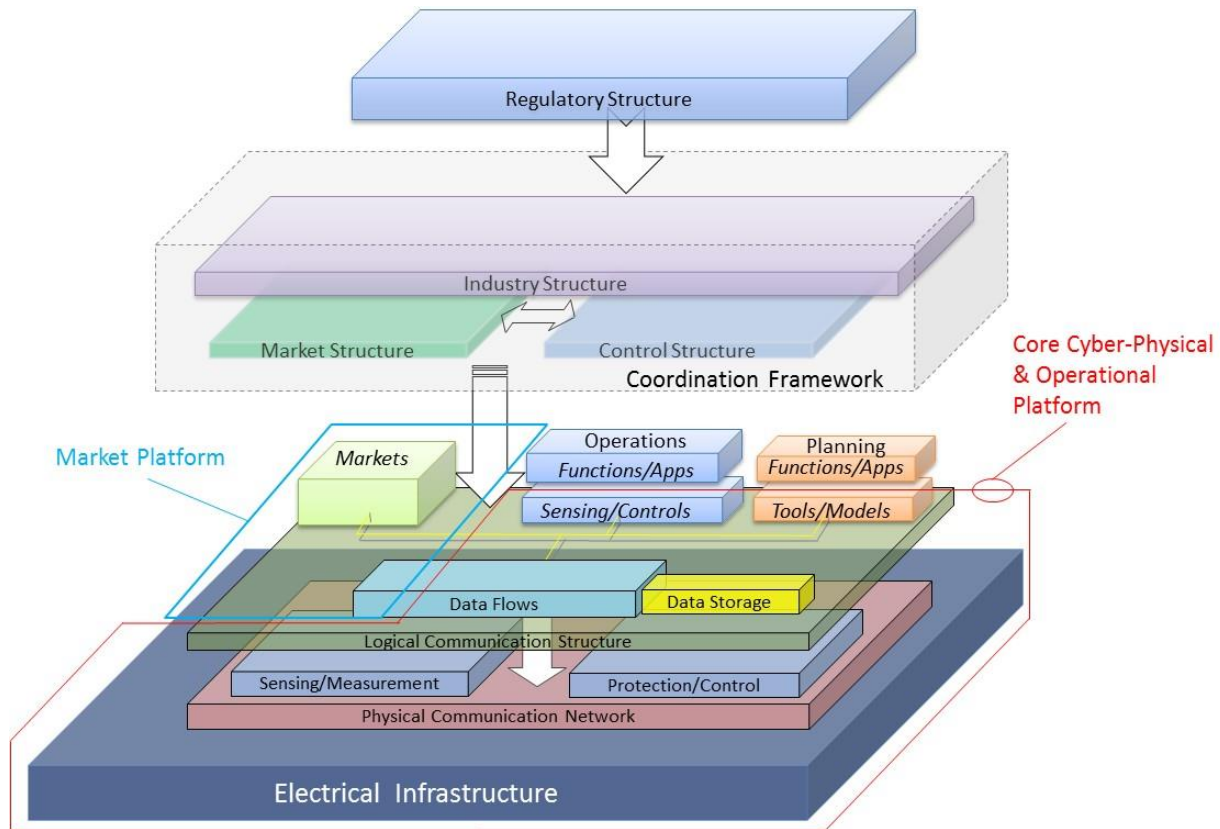 Regulatory Structure
Industry Structure
Market Structure
Control Structure
Coordination Framework
Core Cyber-Physical
& Operational
Platform
Market Platform
Markets
Operations
Functions/Apps
Sensing/Controls
Planning
Functions/Apps
Tools/Models
Data Flows
Data Storage
Logical Communication Structure
Sensing/Measurement
Protection/Control
Physical Communication Network
Electrical Infrastructure